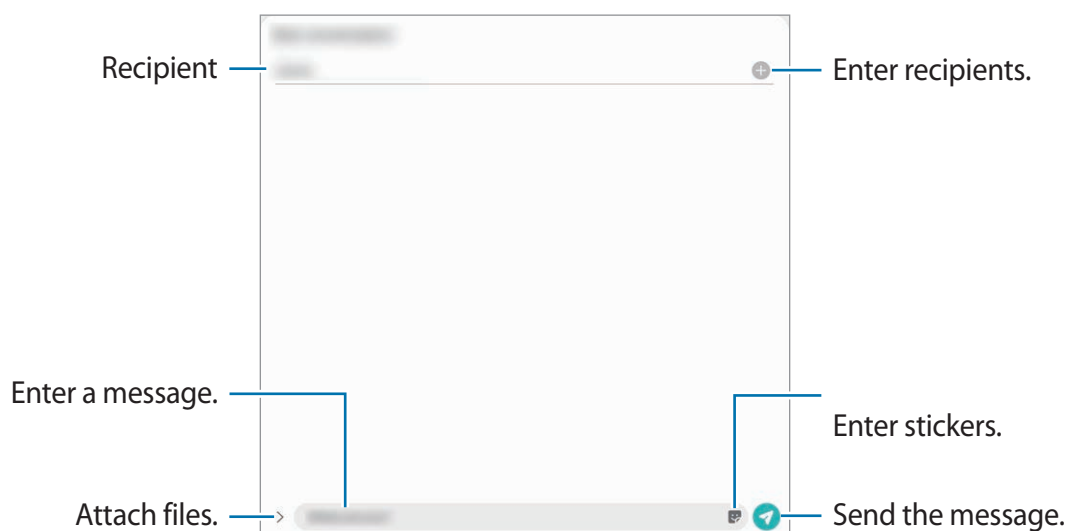 Recipient
Enter recipients.
Enter a message.
Enter stickers.
Attach files.
Send the message.